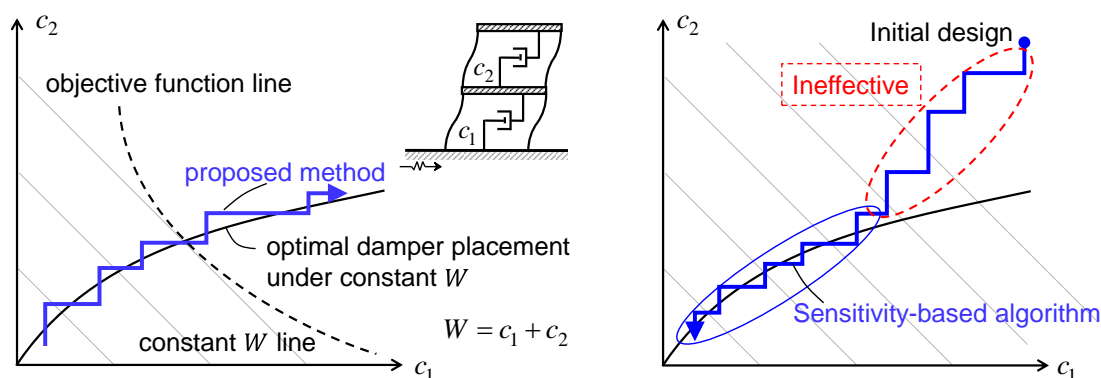 c₂
objective function line
c₂
c₁
proposed method
optimal damper placement
under constant W
constant W line
W = c₁ + c₂
c₁
c₂
Initial design
Ineffective
Sensitivity-based algorithm
c₁